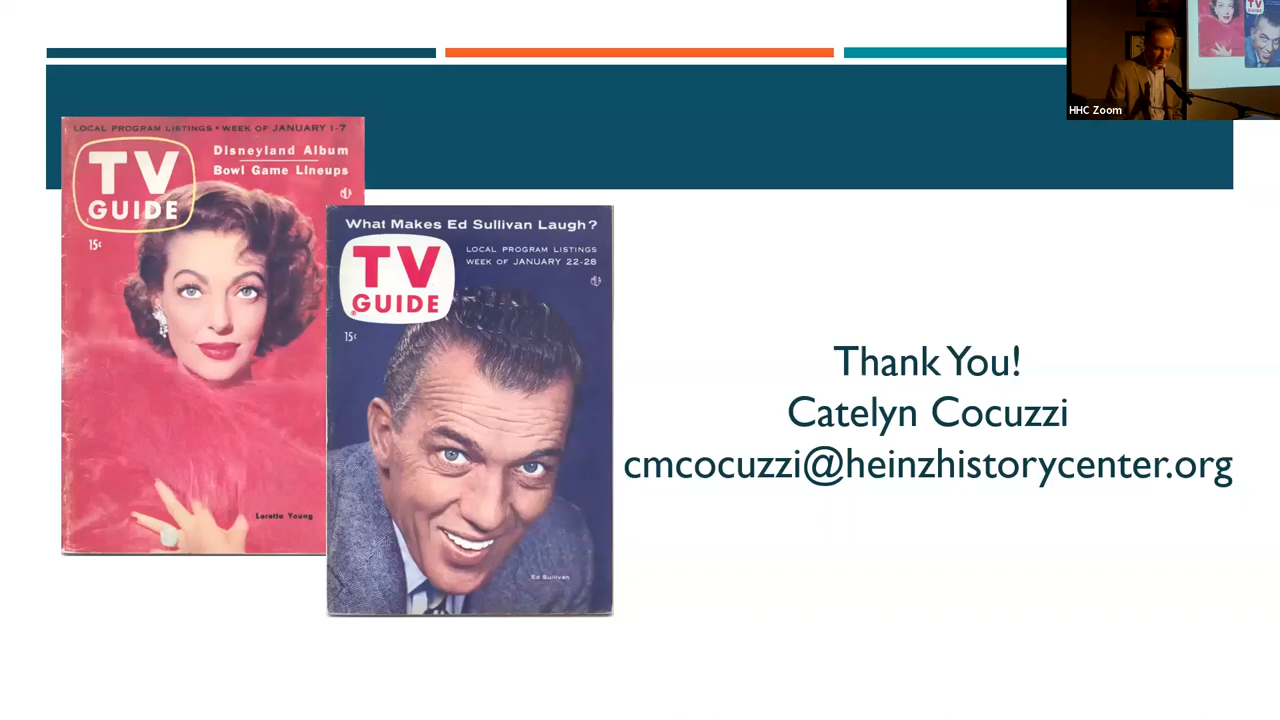 LOCAL PROGRAM LISTINGS • WEEK OF JANUARY 1-7
TV
GUIDE
15¢
Disneyland Album
Bowl Game Lineups
Loretta Young
What Makes Ed Sullivan Laugh?
TV
GUIDE
®
15¢
LOCAL PROGRAM LISTINGS
WEEK OF JANUARY 22-28
Ed Sullivan
Thank You!
Catelyn Cocuzzi
cmcocuzzi@heinzhistorycenter.org
TV
GUIDE
HHC Zoom